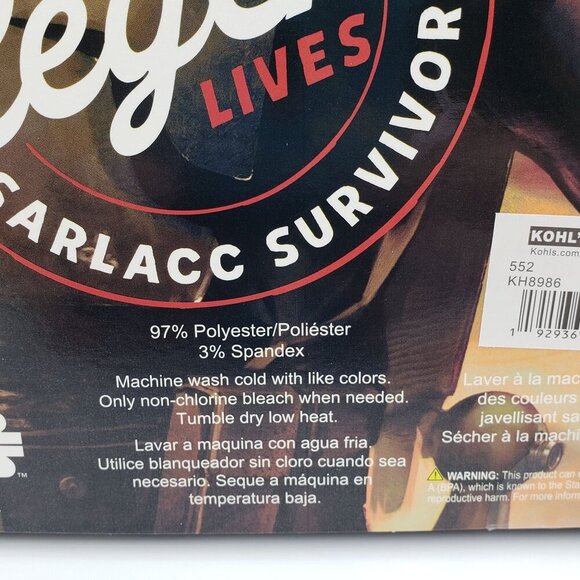 LIVES
SARLACC SURVIVOR
KOHL'S
Kohls.com
552
KH8986
1 92936
97% Polyester/Poliéster
3% Spandex
Machine wash cold with like colors.
Only non-chlorine bleach when needed.
Tumble dry low heat.
Lavar a maquina con agua fria.
Utilice blanqueador sin cloro cuando sea
necesario. Seque a máquina en
temperatura baja.
TM
Laver à la mac
des couleurs
javellisant sa
Sécher à la machi
WARNING: This product can
A (BPA), which is known to the Sta
reproductive harm. For more inform